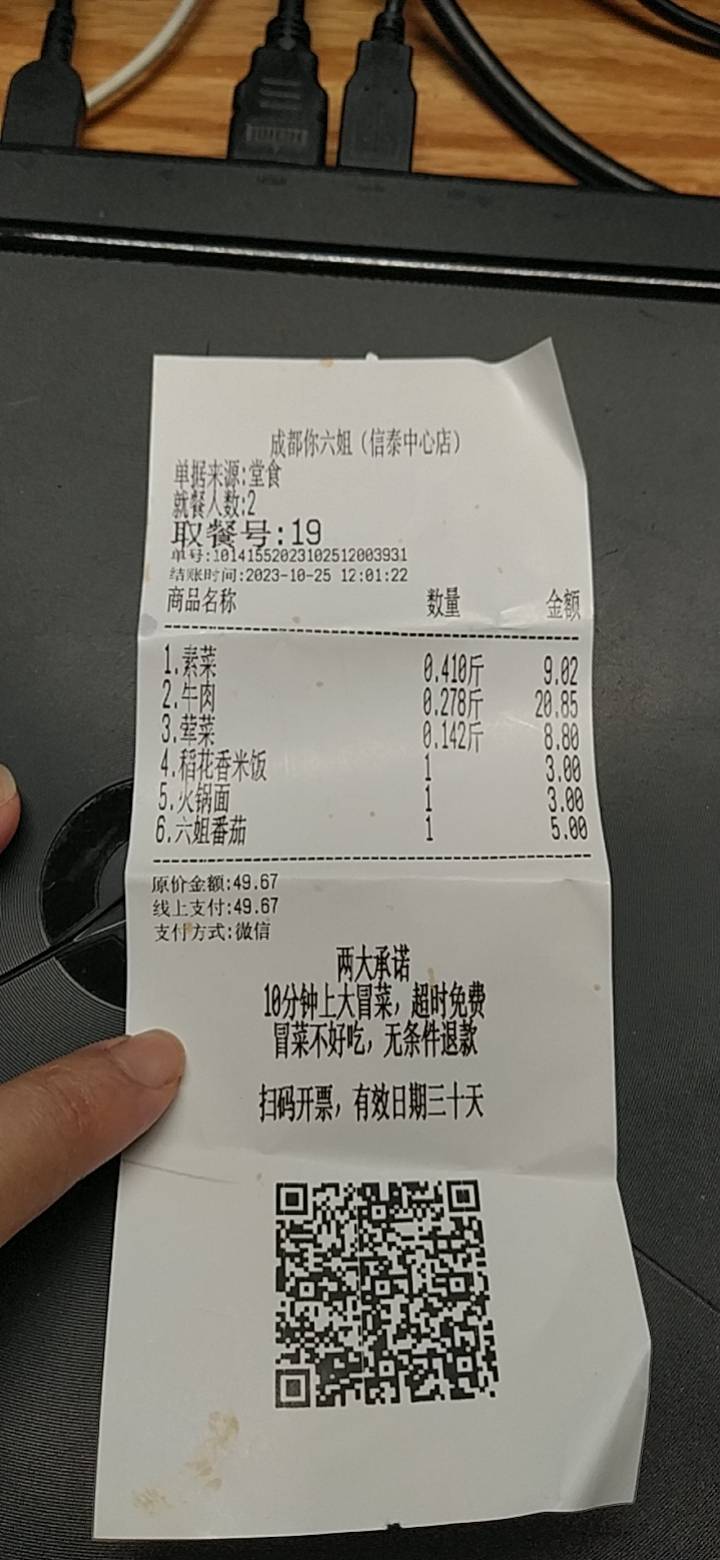 成都你六姐（信泰中心店）
单据来源:堂食
就餐人数:2
取餐号:19
单号:10141552023102512003931
结账时间:2023-10-25 12:01:22
商品名称 数量 金额
1.素菜 0.410斤 9.02
2.牛肉 0.278斤 20.85
3.荤菜 0.142斤 8.80
4.稻花香米饭 1 3.00
5.火锅面 1 3.00
6.六姐番茄 1 5.00
原价金额:49.67
线上支付:49.67
支付方式:微信
两大承诺
10分钟上大冒菜，超时免费
冒菜不好吃，无条件退款
扫码开票，有效日期三十天